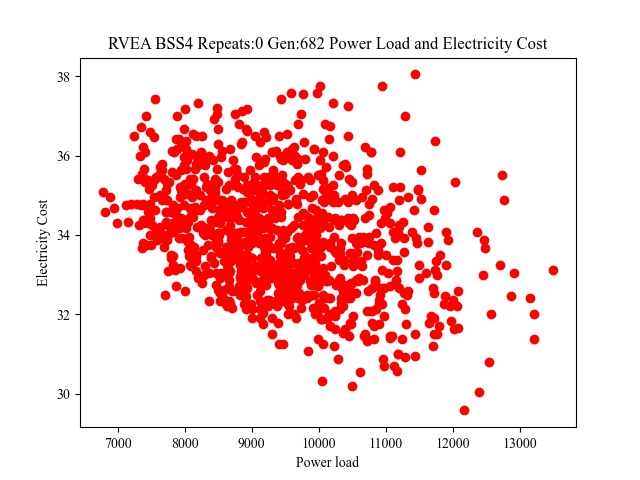 RVEA BSS4 Repeats:0 Gen:682 Power Load and Electricity Cost
38
36
34
32
30
Electricity Cost
7000 8000 9000 10000 11000 12000 13000
Power load